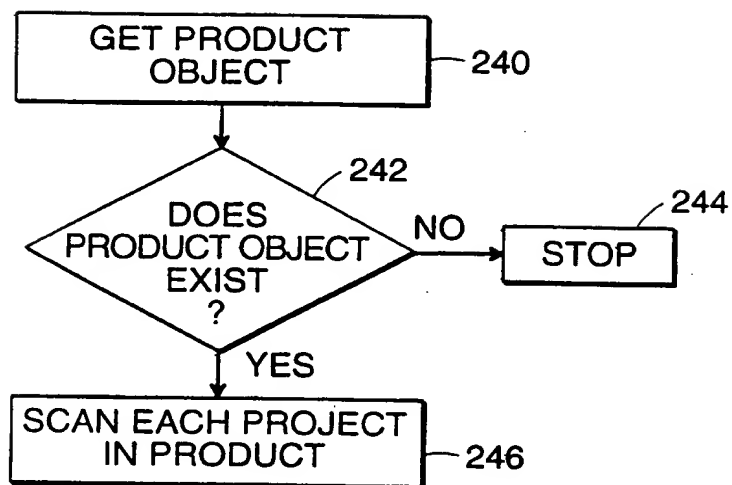 GET PRODUCT
OBJECT
240
242
DOES
PRODUCT OBJECT
EXIST
?
NO
244
STOP
YES
SCAN EACH PROJECT
IN PRODUCT
246